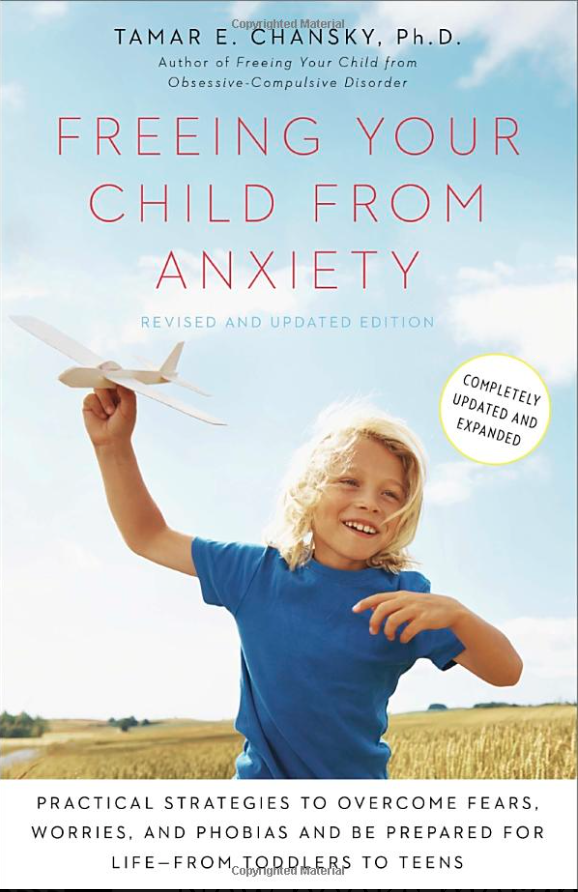 Copyrighted Material
TAMAR E. CHANSKY, Ph.D.
Author of Freeing Your Child from
Obsessive-Compulsive Disorder
FREEING YOUR
CHILD FROM
ANXIETY
REVISED AND UPDATED EDITION
COMPLETELY
UPDATED AND
EXPANDED
PRACTICAL STRATEGIES TO OVERCOME FEARS,
WORRIES, AND PHOBIAS AND BE PREPARED FOR
LIFE—FROM TODDLERS TO TEENS
Copyrighted Material